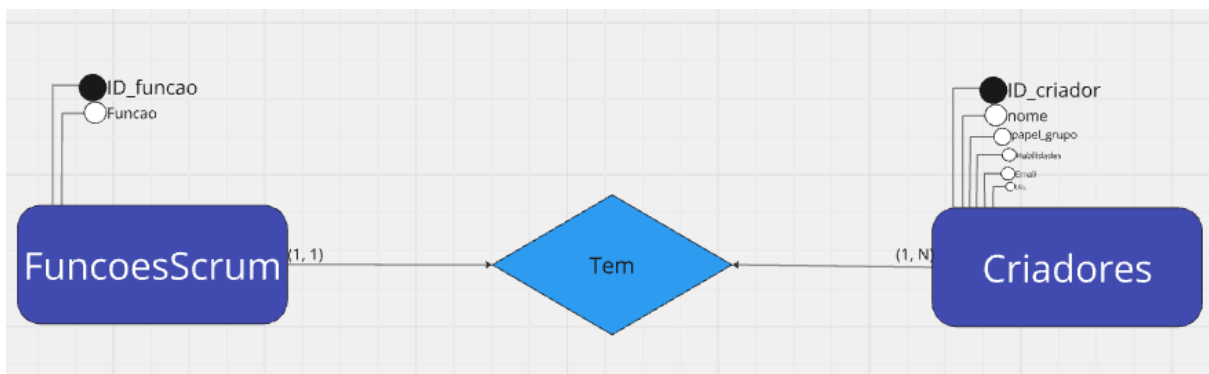 ID_funcao
Funcao
FuncoesScrum
(1, 1)
Tem
(1, N)
ID_criador
nome
papel_grupo
Habilidades
Email
Criadores